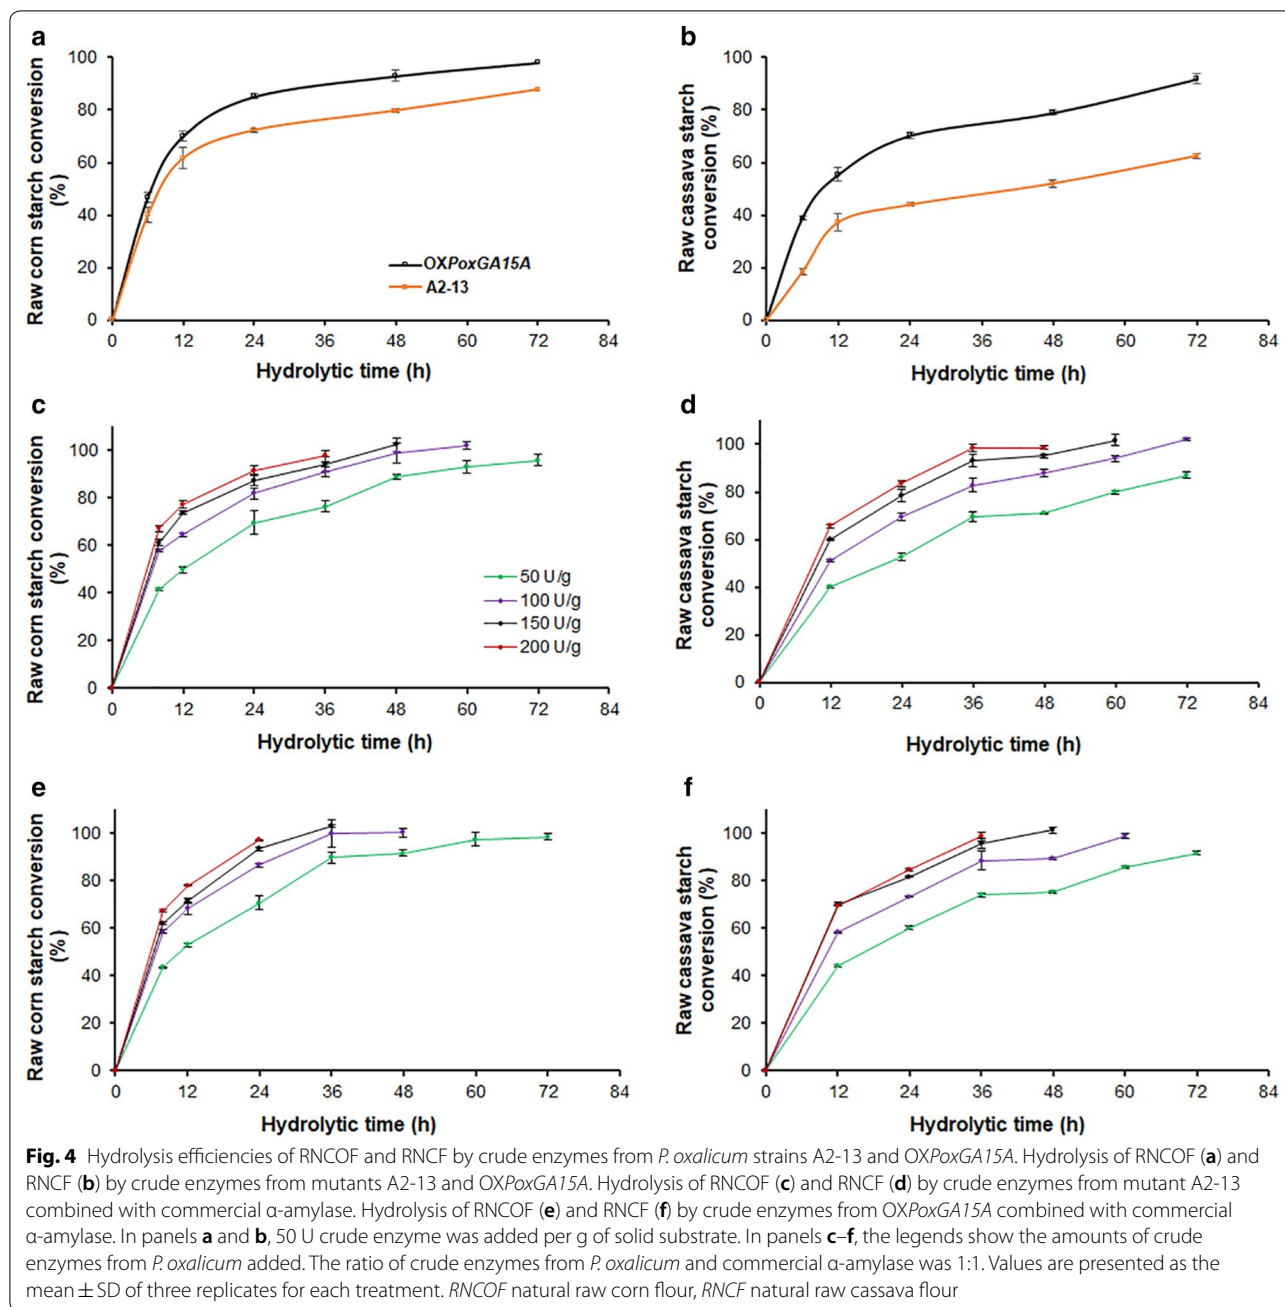 a
Raw corn starch conversion
(%)
100
80
60
40
20
0
0 12 24 36 48 60 72 84
Hydrolytic time (h)
OXPoxGA15A
A2-13
b
Raw cassava starch
conversion (%)
100
80
60
40
20
0
0 12 24 36 48 60 72 84
Hydrolytic time (h)
c
Raw corn starch conversion
(%)
100
80
60
40
20
0
0 12 24 36 48 60 72 84
Hydrolytic time (h)
50 U/g
100 U/g
150 U/g
200 U/g
d
Raw cassava starch
conversion (%)
100
80
60
40
20
0
0 12 24 36 48 60 72 84
Hydrolytic time (h)
e
Raw corn starch conversion
(%)
100
80
60
40
20
0
0 12 24 36 48 60 72 84
Hydrolytic time (h)
f
Raw cassava starch
conversion (%)
100
80
60
40
20
0
0 12 24 36 48 60 72 84
Hydrolytic time (h)
Fig. 4 Hydrolysis efficiencies of RNCOF and RNCF by crude enzymes from P. oxalicum strains A2-13 and OXPoxGA15A. Hydrolysis of RNCOF (a) and
RNCF (b) by crude enzymes from mutants A2-13 and OXPoxGA15A. Hydrolysis of RNCOF (c) and RNCF (d) by crude enzymes from mutant A2-13
combined with commercial α-amylase. Hydrolysis of RNCOF (e) and RNCF (f) by crude enzymes from OXPoxGA15A combined with commercial
α-amylase. In panels a and b, 50 U crude enzyme was added per g of solid substrate. In panels c–f, the legends show the amounts of crude
enzymes from P. oxalicum added. The ratio of crude enzymes from P. oxalicum and commercial α-amylase was 1:1. Values are presented as the
mean ± SD of three replicates for each treatment. RNCOF natural raw corn flour, RNCF natural raw cassava flour